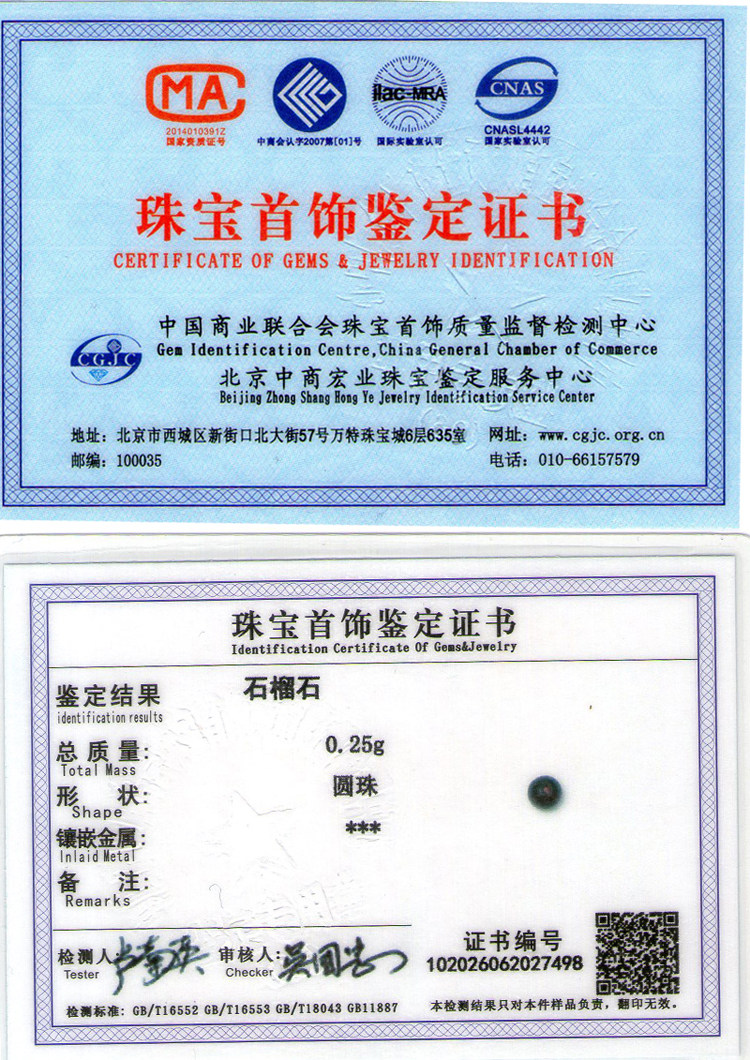 CMA
2014010391Z
国家资质证号
中商会认字2007第[01]号
ilac-MRA
国际实验室认可
CNAS
CNASL4442
国家实验室认可
珠宝首饰鉴定证书
CERTIFICATE OF GEMS & JEWELRY IDENTIFICATION
CGJC
中国商业联合会珠宝首饰质量监督检测中心
Gem Identification Centre,China General Chamber of Commerce
北京中商宏业珠宝鉴定服务中心
Beijing Zhong Shang Hong Ye Jewelry Identification Service Center
地址：北京市西城区新街口北大街57号万特珠宝城6层635室 网址：www.cgjc.org.cn
邮编：100035 电话：010-66157579
珠宝首饰鉴定证书
Identification Certificate Of Gems&Jewelry
鉴定结果 石榴石
identification results
总质量： 0.25g
Total Mass
形 状： 圆珠
Shape
镶嵌金属： ***
Inlaid Metal
备 注：
Remarks
检测人： 审核人：
Tester Checker
证书编号
102026062027498
检测标准：GB/T16552 GB/T16553 GB/T18043 GB11887 本检测结果只对本件样品负责，翻印无效。